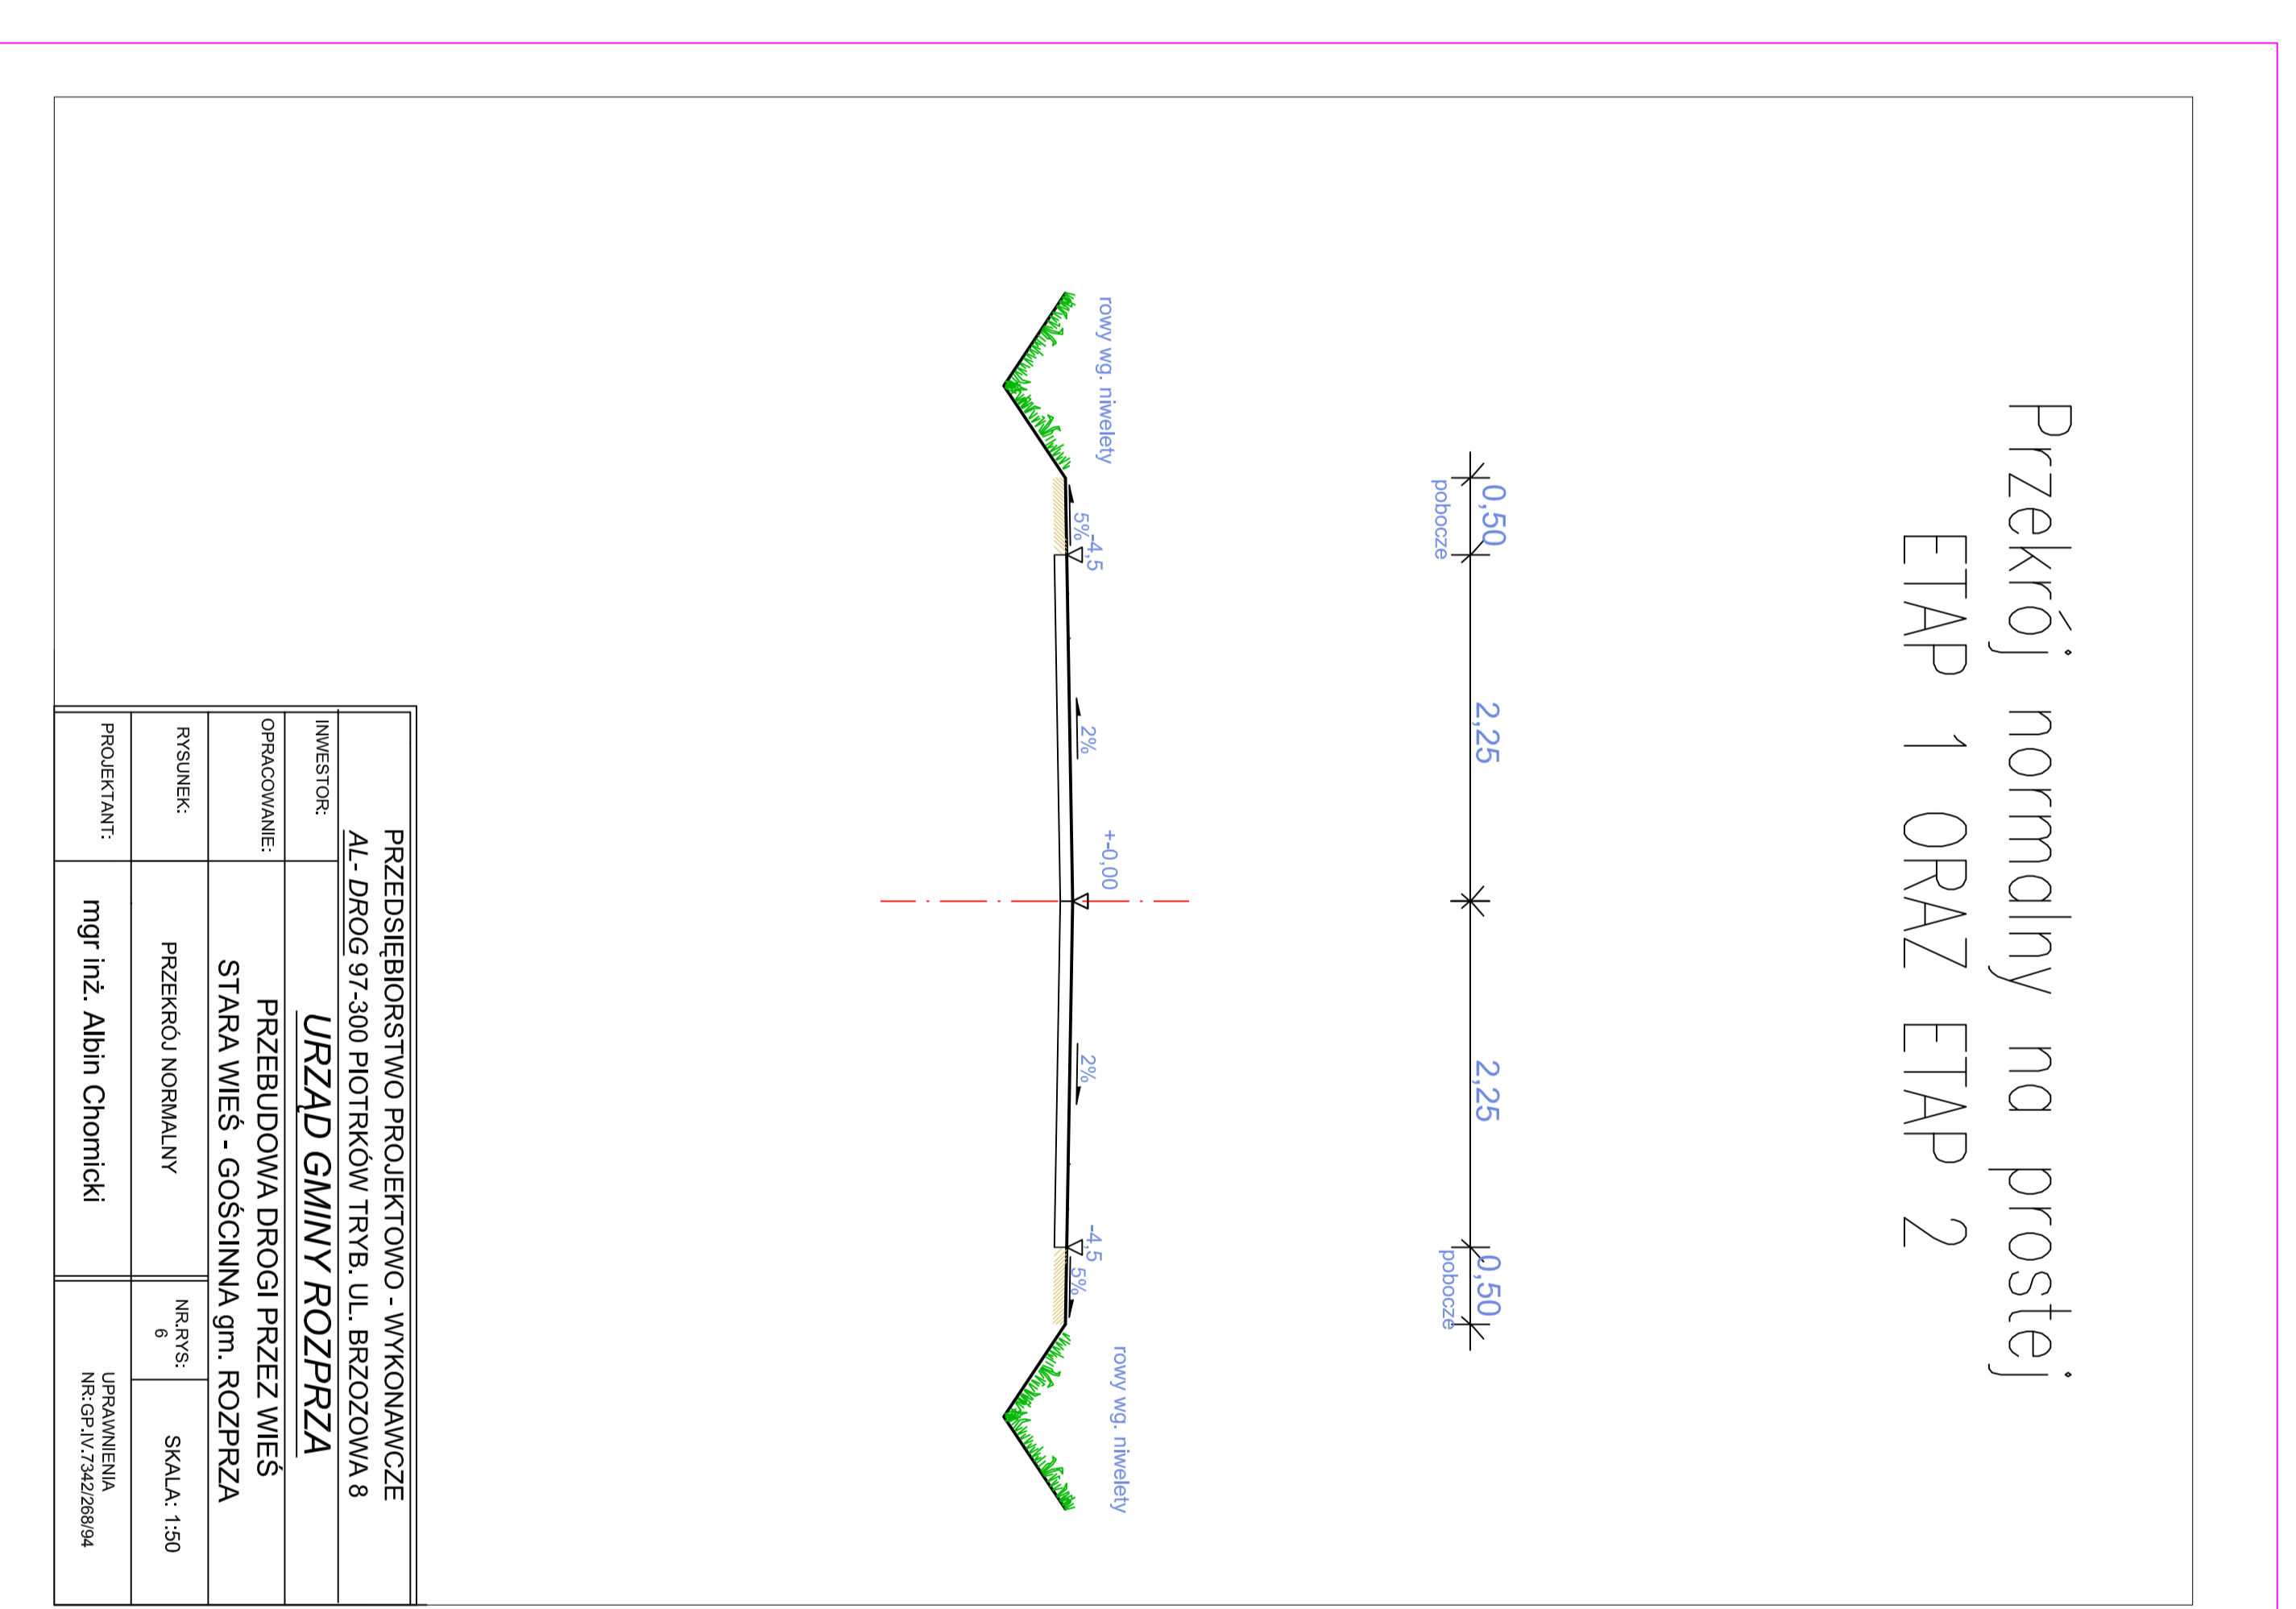 Przekrój normalny na prostej
ETAP 1 ORAZ ETAP 2
0,50
2,25
2,25
0,50
pobocze
pobocze
rowy wg. niwelety
5%
-4,5
2%
+-0,00
2%
-4,5
5%
rowy wg. niwelety
PRZEDSIĘBIORSTWO PROJEKTOWO - WYKONAWCZE
AL- DROG 97-300 PIOTRKÓW TRYB. UL. BRZOZOWA 8
INWESTOR:
URZĄD GMINY ROZPRZA
OPRACOWANIE:
PRZEBUDOWA DROGI PRZEZ WIEŚ
STARA WIEŚ - GOŚCINNA gm. ROZPRZA
RYSUNEK:
PRZEKRÓJ NORMALNY
NR.RYS:
6
SKALA: 1:50
PROJEKTANT:
mgr inż. Albin Chomicki
UPRAWNIENIA
NR:GP.IV.7342/268/94